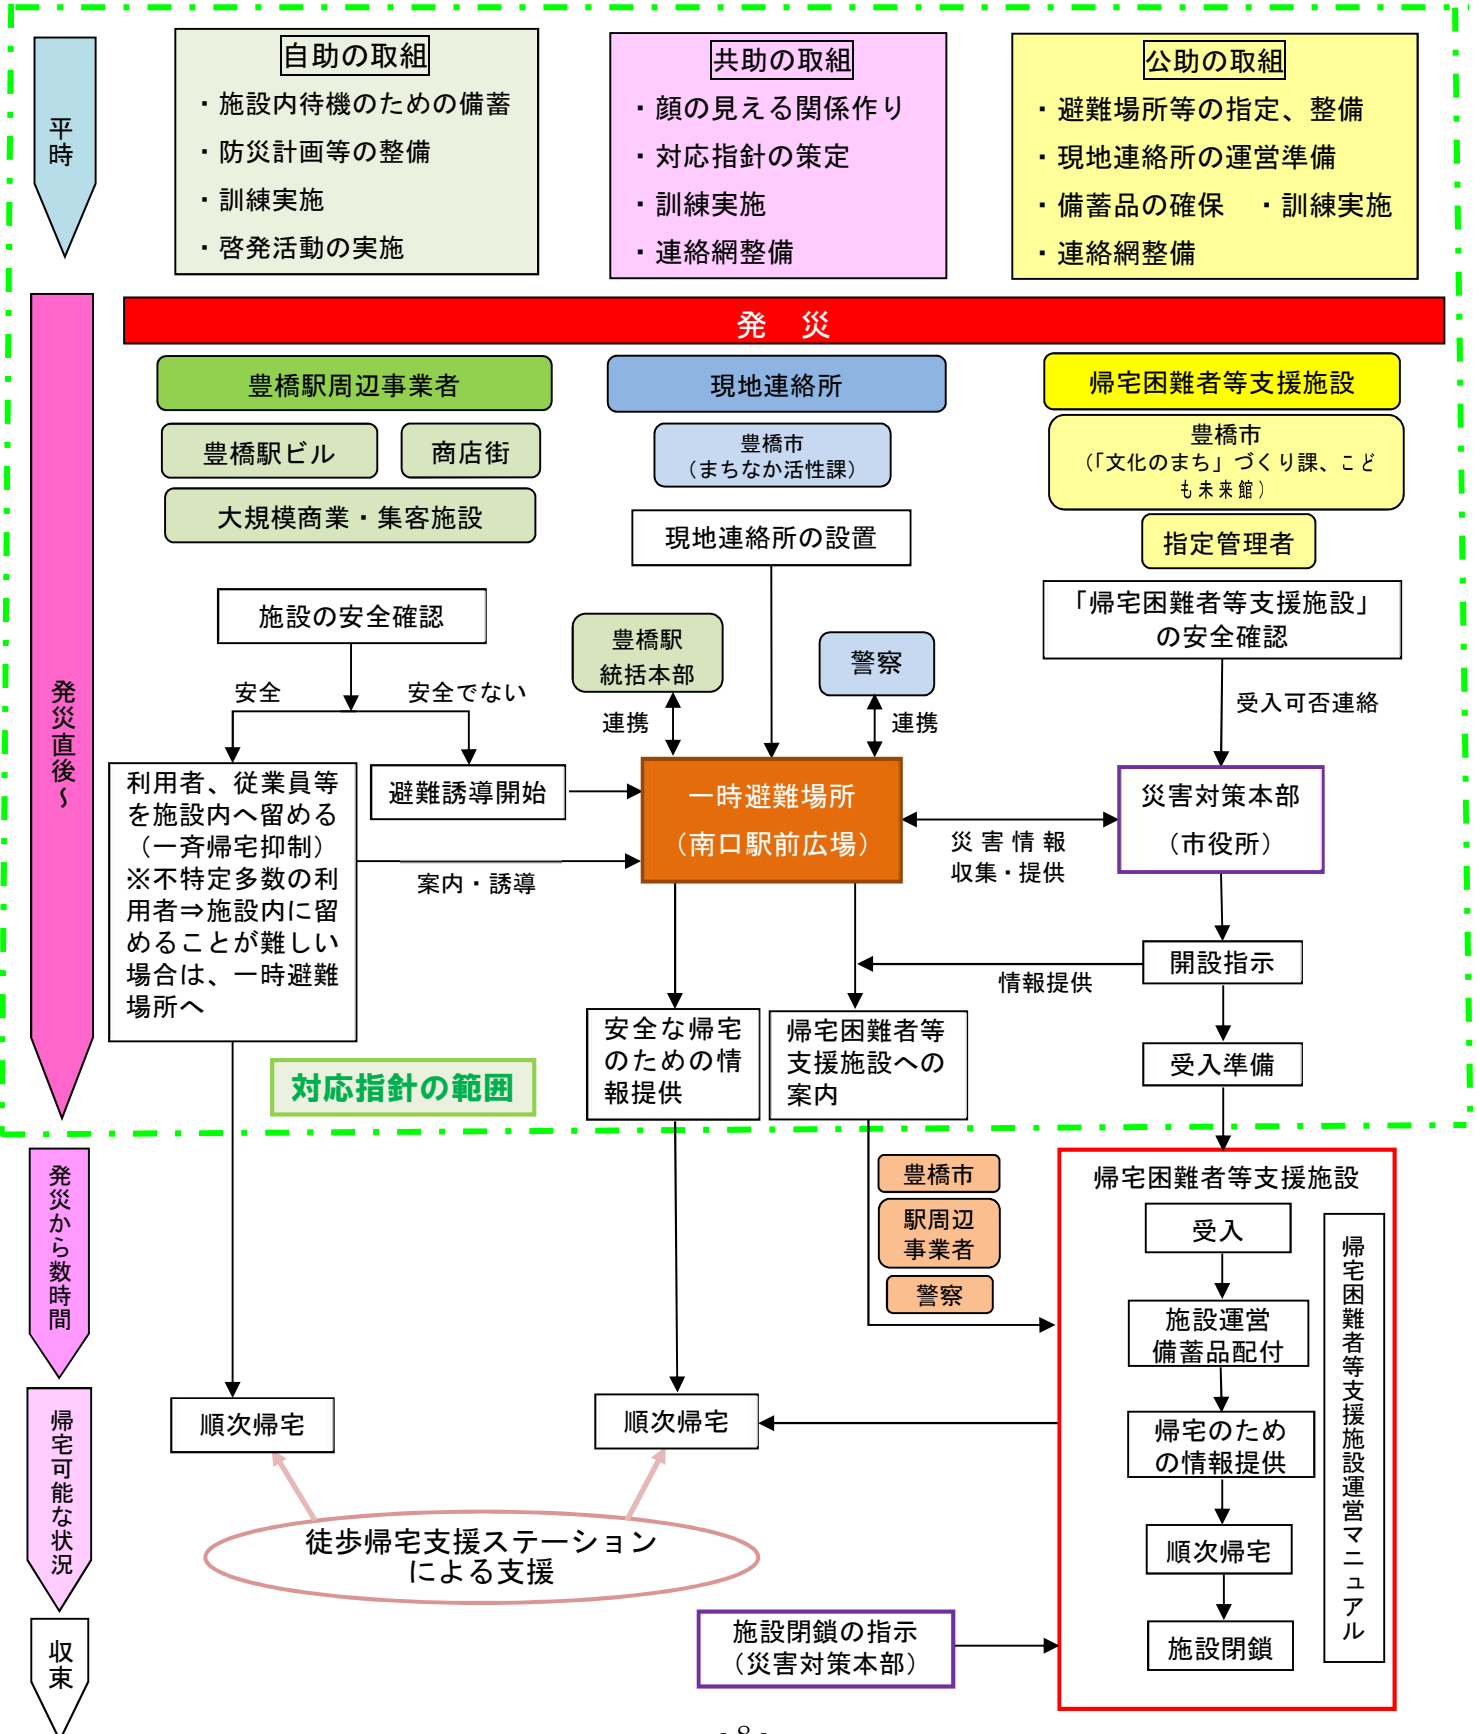 平時
自助の取組
・施設内待機のための備蓄
・防災計画等の整備
・訓練実施
・啓発活動の実施
共助の取組
・顔の見える関係作り
・対応指針の策定
・訓練実施
・連絡網整備
公助の取組
・避難場所等の指定、整備
・現地連絡所の運営準備
・備蓄品の確保　・訓練実施
・連絡網整備
発　災
発災直後～
豊橋駅周辺事業者
豊橋駅ビル
商店街
大規模商業・集客施設
現地連絡所
豊橋市
（まちなか活性課）
帰宅困難者等支援施設
豊橋市
（「文化のまち」づくり課、こど
も未来館）
指定管理者
現地連絡所の設置
施設の安全確認
安全
安全でない
豊橋駅
統括本部
連携
警察
連携
「帰宅困難者等支援施設」
の安全確認
受入可否連絡
利用者、従業員等
を施設内へ留める
（一斉帰宅抑制）
※不特定多数の利
用者⇒施設内に留
めることが難しい
場合は、一時避難
場所へ
避難誘導開始
案内・誘導
一時避難場所
（南口駅前広場）
災害情報
収集・提供
災害対策本部
（市役所）
開設指示
情報提供
受入準備
安全な帰宅
のための情
報提供
帰宅困難者等
支援施設への
案内
対応指針の範囲
発災から数時間
豊橋市
駅周辺
事業者
警察
帰宅困難者等支援施設
受入
施設運営
備蓄品配付
帰宅のため
の情報提供
順次帰宅
施設閉鎖
帰宅困難者等支援施設運営マニュアル
帰宅可能な状況
順次帰宅
順次帰宅
徒歩帰宅支援ステーション
による支援
施設閉鎖の指示
（災害対策本部）
収束
- 8 -